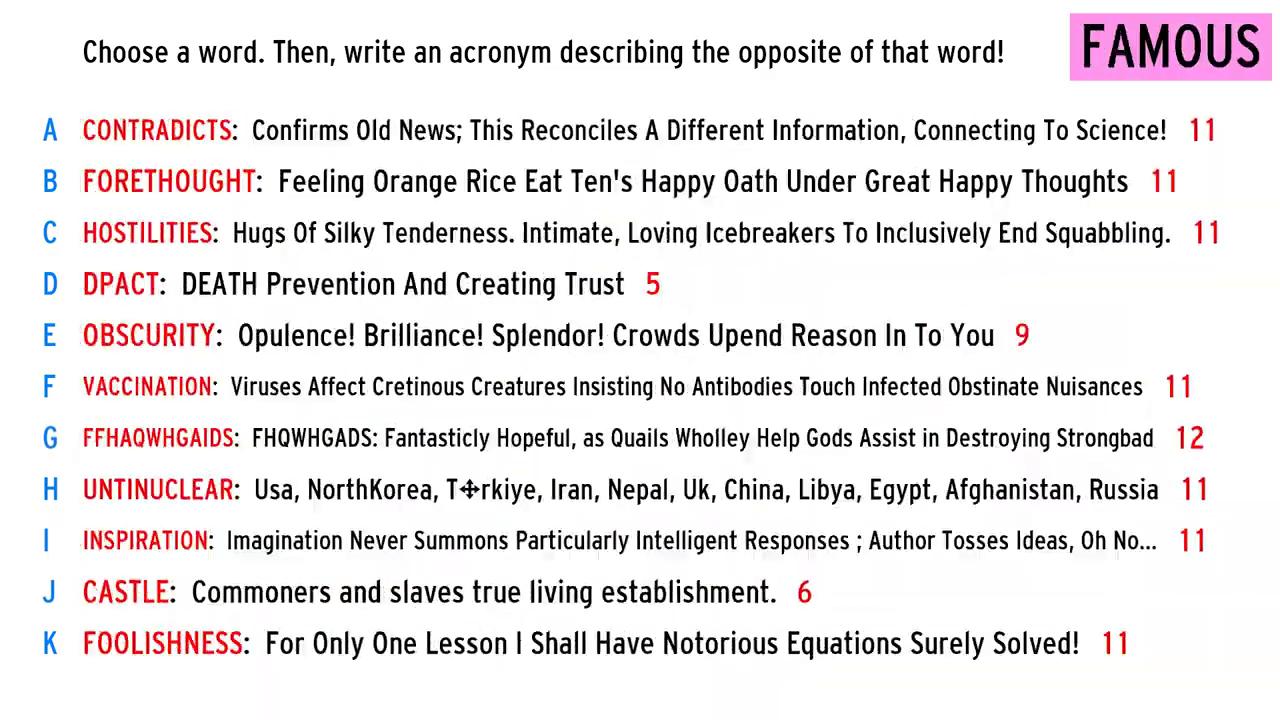 Choose a word. Then, write an acronym describing the opposite of that word! FAMOUS
A CONTRADICTS: Confirms Old News; This Reconciles A Different Information, Connecting To Science! 11
B FORETHOUGHT: Feeling Orange Rice Eat Ten's Happy Oath Under Great Happy Thoughts 11
C HOSTILITIES: Hugs Of Silky Tenderness. Intimate, Loving Icebreakers To Inclusively End Squabbling. 11
D DPACT: DEATH Prevention And Creating Trust 5
E OBSCURITY: Opulence! Brilliance! Splendor! Crowds Upend Reason In To You 9
F VACCINATION: Viruses Affect Cretinous Creatures Insisting No Antibodies Touch Infected Obstinate Nuisances 11
G FFHAQWHGAIDS: FHQWHGADS: Fantasticly Hopeful, as Quails Wholley Help Gods Assist in Destroying Strongbad 12
H UNTINUCLEAR: Usa, NorthKorea, T✥rkiye, Iran, Nepal, Uk, China, Libya, Egypt, Afghanistan, Russia 11
I INSPIRATION: Imagination Never Summons Particularly Intelligent Responses ; Author Tosses Ideas, Oh No... 11
J CASTLE: Commoners and slaves true living establishment. 6
K FOOLISHNESS: For Only One Lesson I Shall Have Notorious Equations Surely Solved! 11